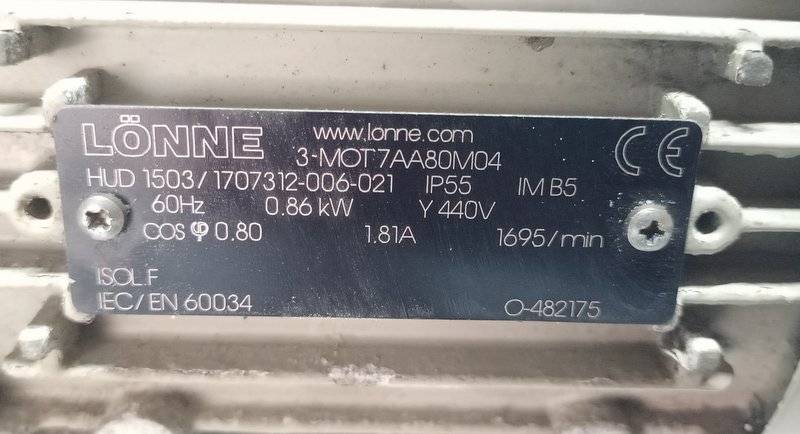 LÖNNE
www.lonne.com
CE
3-MOT7AA80M04
HUD 1503/1707312-006-021 IP55 IM B5
60Hz 0.86 kW Y 440V
COS φ 0.80 1.81A 1695/min
ISOL.F
IEC/EN 60034 O-482175